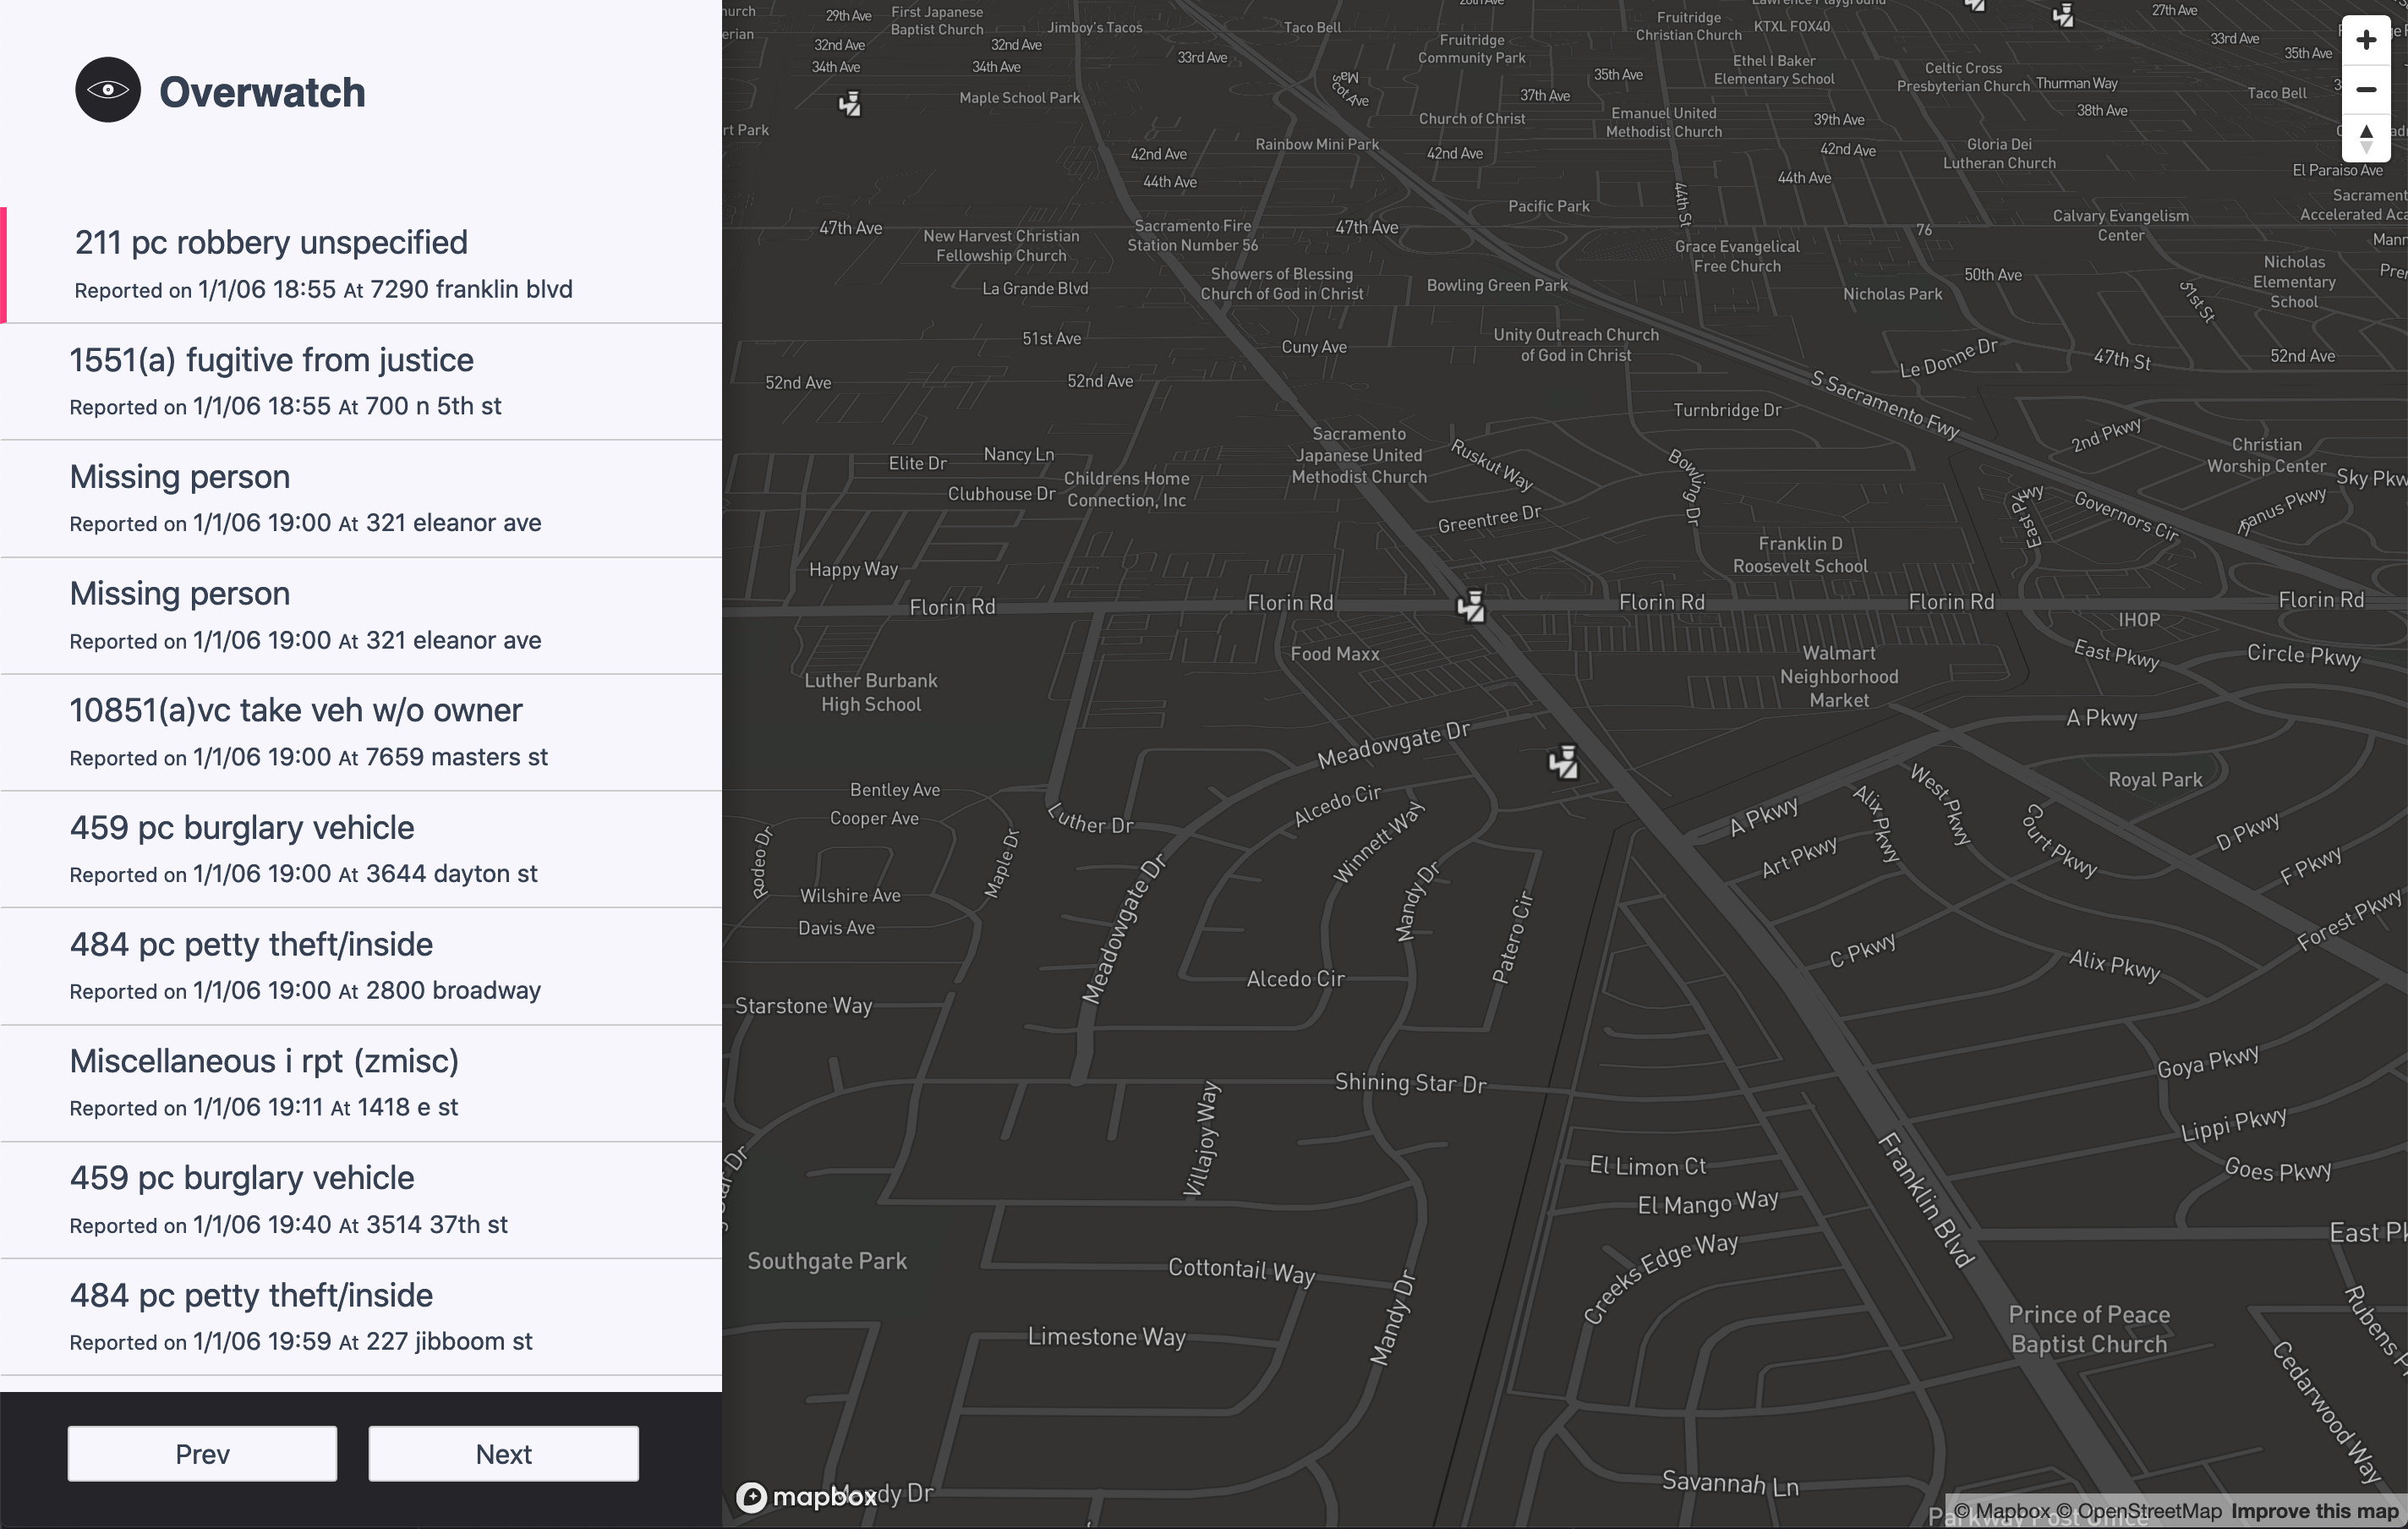 Overwatch
211 pc robbery unspecified
Reported on 1/1/06 18:55 At 7290 franklin blvd
1551(a) fugitive from justice
Reported on 1/1/06 18:55 At 700 n 5th st
Missing person
Reported on 1/1/06 19:00 At 321 eleanor ave
Missing person
Reported on 1/1/06 19:00 At 321 eleanor ave
10851(a)vc take veh w/o owner
Reported on 1/1/06 19:00 At 7659 masters st
459 pc burglary vehicle
Reported on 1/1/06 19:00 At 3644 dayton st
484 pc petty theft/inside
Reported on 1/1/06 19:00 At 2800 broadway
Miscellaneous i rpt (zmisc)
Reported on 1/1/06 19:11 At 1418 e st
459 pc burglary vehicle
Reported on 1/1/06 19:40 At 3514 37th st
484 pc petty theft/inside
Reported on 1/1/06 19:59 At 227 jibboom st
Prev
Next
29th Ave
First Japanese
Baptist Church
Jimboy's Tacos
Taco Bell
Fruitridge
Christian Church
KTXL FOX40
27th Ave
32nd Ave
32nd Ave
33rd Ave
Fruitridge
Community Park
33rd Ave
35th Ave
34th Ave
34th Ave
35th Ave
Ethel I Baker
Elementary School
Celtic Cross
Presbyterian Church
Thurman Way
Taco Bell
Maple School Park
Mascot Ave
37th Ave
38th Ave
rt Park
Church of Christ
Emanuel United
Methodist Church
39th Ave
Rainbow Mini Park
42nd Ave
42nd Ave
42nd Ave
Gloria Dei
Lutheran Church
El Paraiso Ave
44th Ave
44th St
44th Ave
Pacific Park
47th Ave
New Harvest Christian
Fellowship Church
Sacramento Fire
Station Number 56
47th Ave
Grace Evangelical
Free Church
76
Calvary Evangelism
Center
Showers of Blessing
Church of God in Christ
Bowling Green Park
Nicholas Park
50th Ave
51st St
Nicholas
Elementary
School
La Grande Blvd
51st Ave
Cuny Ave
Unity Outreach Church
of God in Christ
Le Donne Dr
47th St
52nd Ave
52nd Ave
52nd Ave
S Sacramento Fwy
Turnbridge Dr
Sacramento
Japanese United
Methodist Church
Ruskut Way
Bowling Dr
2nd Pkwy
Christian
Worship Center
Elite Dr
Nancy Ln
Clubhouse Dr
Childrens Home
Connection, Inc
Greentree Dr
East Pkwy
Governors Cir
Sky Pkw
Franklin D
Roosevelt School
Happy Way
Florin Rd
Florin Rd
Florin Rd
Florin Rd
Florin Rd
IHOP
Food Maxx
Walmart
Neighborhood
Market
East Pkwy
Circle Pkwy
Luther Burbank
High School
A Pkwy
Meadowgate Dr
Royal Park
Bentley Ave
Cooper Ave
Luther Dr
Alcedo Cir
Winnett Way
A Pkwy
Alix Pkwy
West Pkwy
Court Pkwy
D Pkwy
F Pkwy
Rodeo Dr
Maple Dr
Art Pkwy
Wilshire Ave
Davis Ave
Meadowgate Dr
Mandy Dr
Patero Cir
C Pkwy
Alix Pkwy
Forest Pkwy
Alcedo Cir
Starstone Way
Shining Star Dr
Goya Pkwy
Villajoy Way
Lippi Pkwy
El Limon Ct
El Mango Way
Franklin Blvd
Goes Pkwy
Southgate Park
Cottontail Way
Creeks Edge Way
East Pk
Limestone Way
Mandy Dr
Prince of Peace
Baptist Church
Rubens P
Cedarwood Way
Savannah Ln
mapbox
Mandy Dr
© Mapbox © OpenStreetMap Improve this map